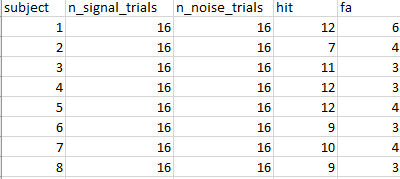 subject n_signal_trials n_noise_trials hit fa
1 16 16 12 6
2 16 16 7 4
3 16 16 11 3
4 16 16 12 3
5 16 16 12 4
6 16 16 9 3
7 16 16 10 4
8 16 16 9 3